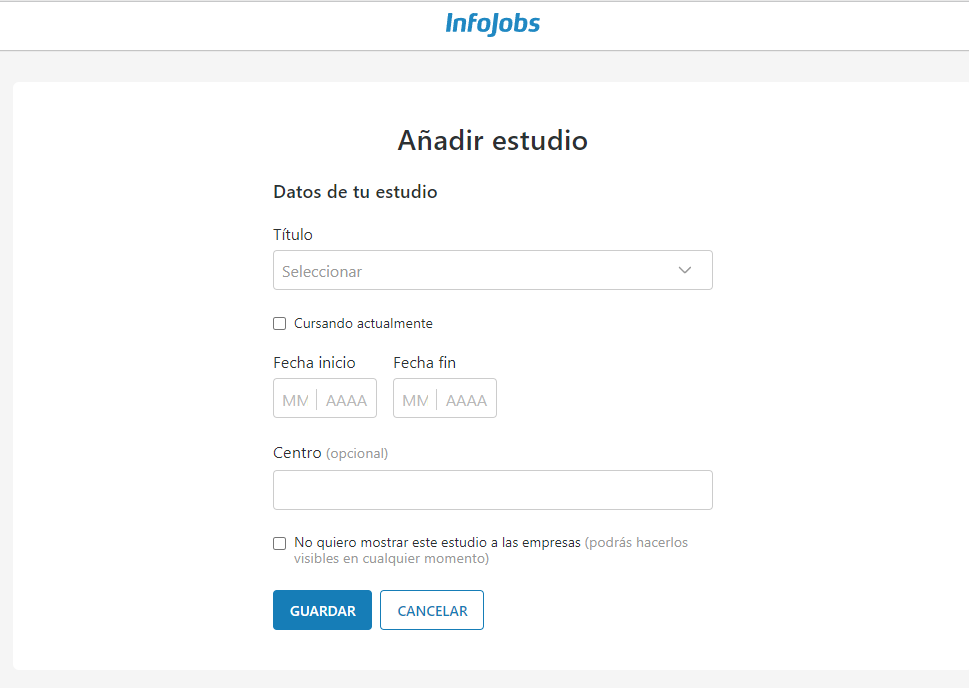 InfoJobs
Añadir estudio
Datos de tu estudio
Título
Seleccionar
Cursando actualmente
Fecha inicio Fecha fin
MM AAAA MM AAAA
Centro (opcional)
No quiero mostrar este estudio a las empresas (podrás hacerlos
visibles en cualquier momento)
GUARDAR CANCELAR